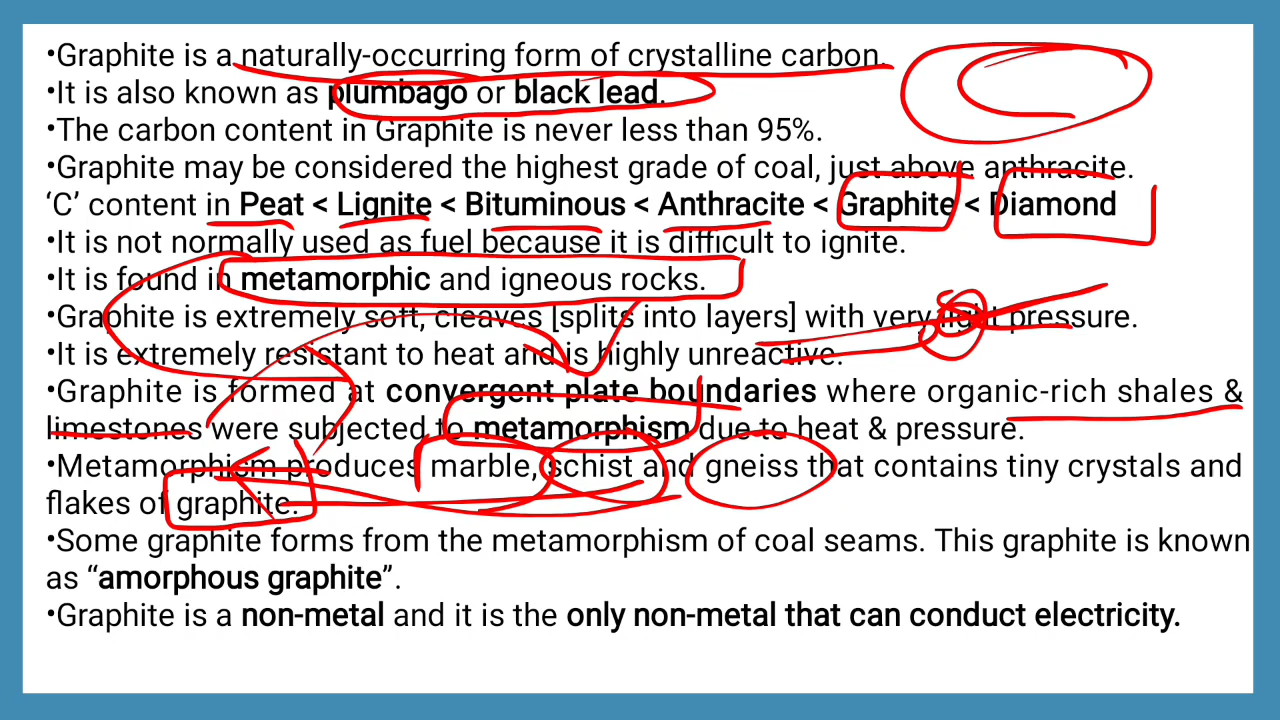 •Graphite is a naturally-occurring form of crystalline carbon.
•It is also known as plumbago or black lead.
•The carbon content in Graphite is never less than 95%.
•Graphite may be considered the highest grade of coal, just above anthracite.
‘C’ content in Peat < Lignite < Bituminous < Anthracite < Graphite < Diamond
•It is not normally used as fuel because it is difficult to ignite.
•It is found in metamorphic and igneous rocks.
•Graphite is extremely soft, cleaves [splits into layers] with very light pressure.
•It is extremely resistant to heat and is highly unreactive.
•Graphite is formed at convergent plate boundaries where organic-rich shales &
limestones were subjected to metamorphism due to heat & pressure.
•Metamorphism produces marble, schist and gneiss that contains tiny crystals and
flakes of graphite.
•Some graphite forms from the metamorphism of coal seams. This graphite is known
as “amorphous graphite”.
•Graphite is a non-metal and it is the only non-metal that can conduct electricity.